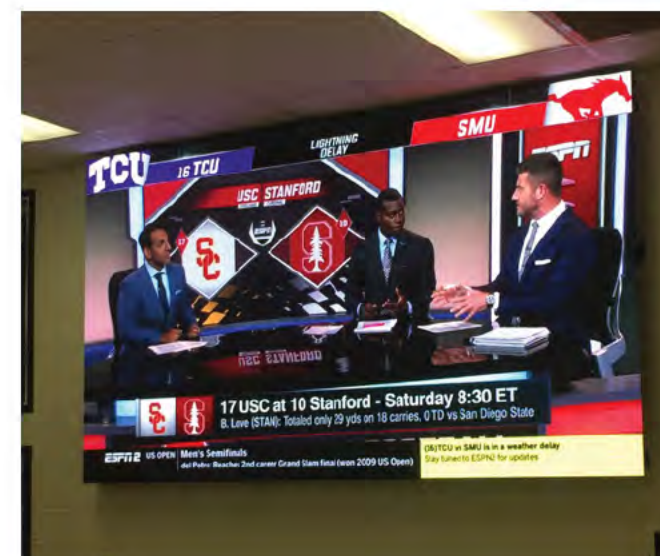 SMU
LIGHTNING
DELAY
TCU
16 TCU
ESPN
USC STANFORD
17
SC
ESPN
10
S
USC STANFORD
17 USC at 10 Stanford - Saturday 8:30 ET
B. Love (STAN): Totaled only 29 yds on 18 carries, 0 TD vs San Diego State
SC
S
ESPN2 US OPEN Men's Semifinals
del Potro: Reaches 2nd career Grand Slam final (won 2009 US Open)
(16)TCU vs SMU is in a weather delay
Stay tuned to ESPN2 for updates